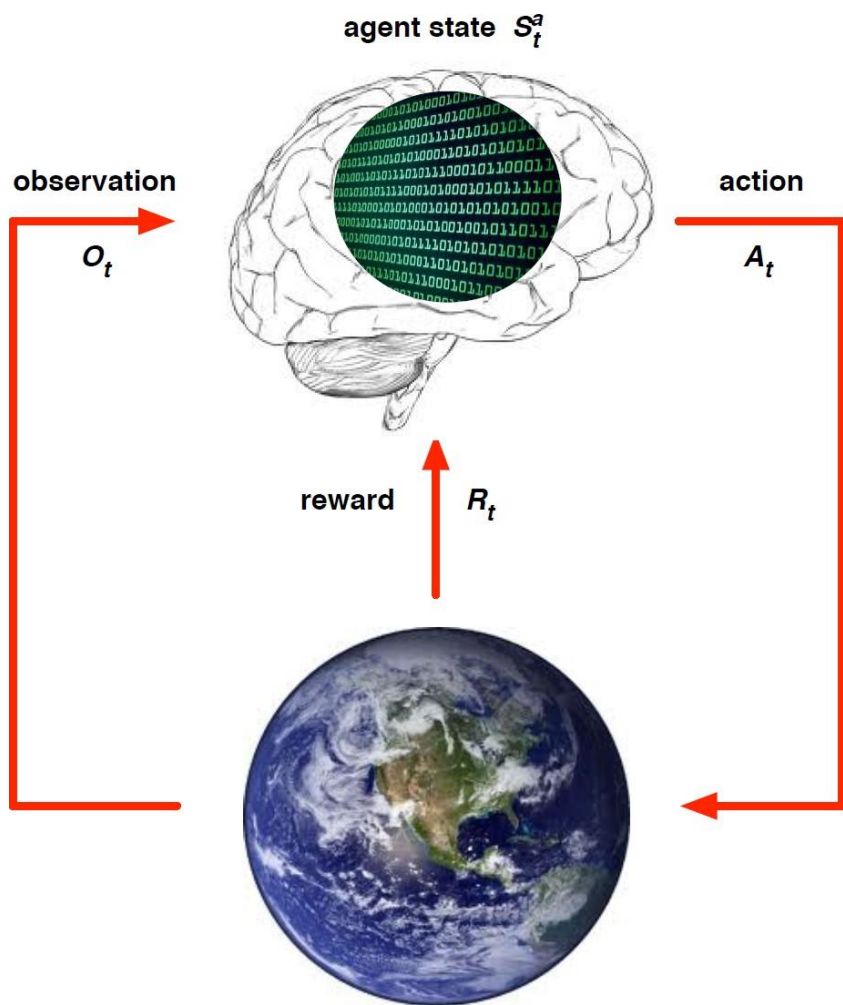 agent state S_t^a
observation
action
O_t
A_t
reward R_t